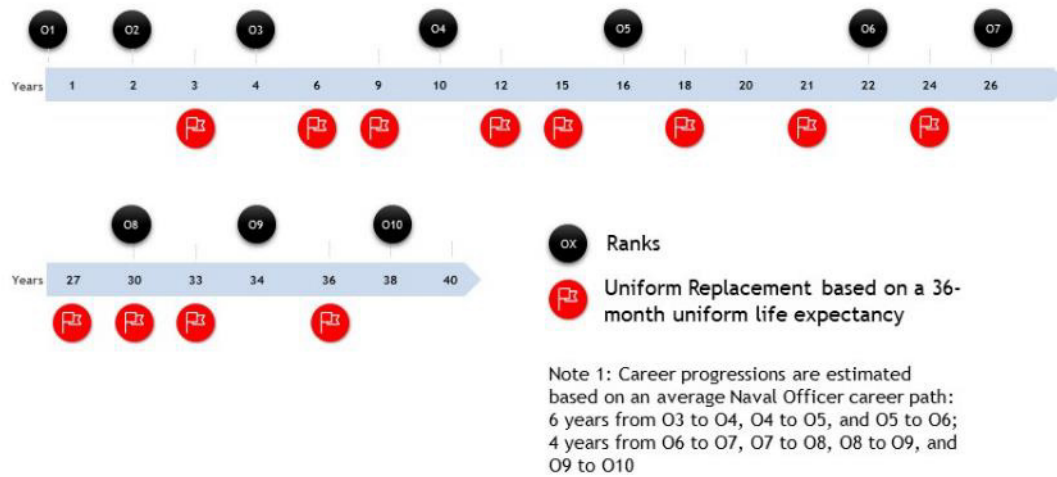 O1 O2 O3 O4 O5 O6 O7
Years 1 2 3 4 6 9 10 12 15 16 18 20 21 22 24 26
O8 O9 O10
Years 27 30 33 34 36 38 40
OX Ranks
Uniform Replacement based on a 36-
month uniform life expectancy
Note 1: Career progressions are estimated
based on an average Naval Officer career path:
6 years from O3 to O4, O4 to O5, and O5 to O6;
4 years from O6 to O7, O7 to O8, O8 to O9, and
O9 to O10